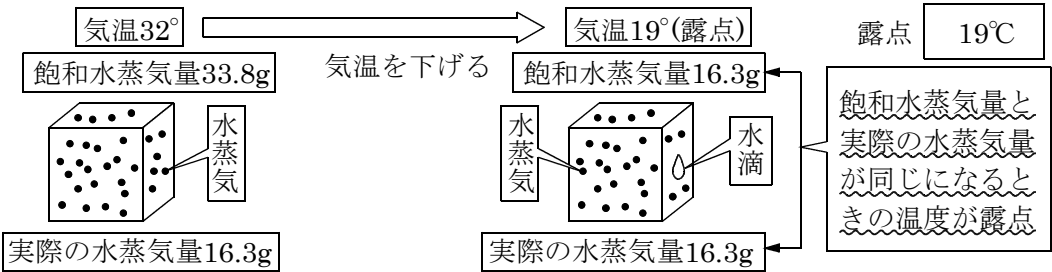 気温32°
気温を下げる
気温19°(露点)
飽和水蒸気量33.8g
飽和水蒸気量16.3g
水蒸気
水蒸気
水滴
実際の水蒸気量16.3g
実際の水蒸気量16.3g
露点
19℃
飽和水蒸気量と
実際の水蒸気量
が同じになると
きの温度が露点